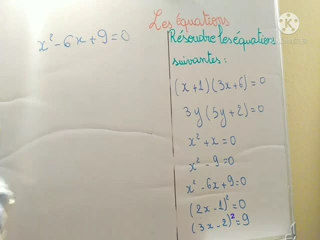 Les équations
x² - 6x + 9 = 0
Résoudre les équations
suivantes :
(x + 1)(3x + 6) = 0
3y(5y + 2) = 0
x² + x = 0
x² - 9 = 0
x² - 6x + 9 = 0
(2x - 1)² = 0
(3x - 2)² = 9